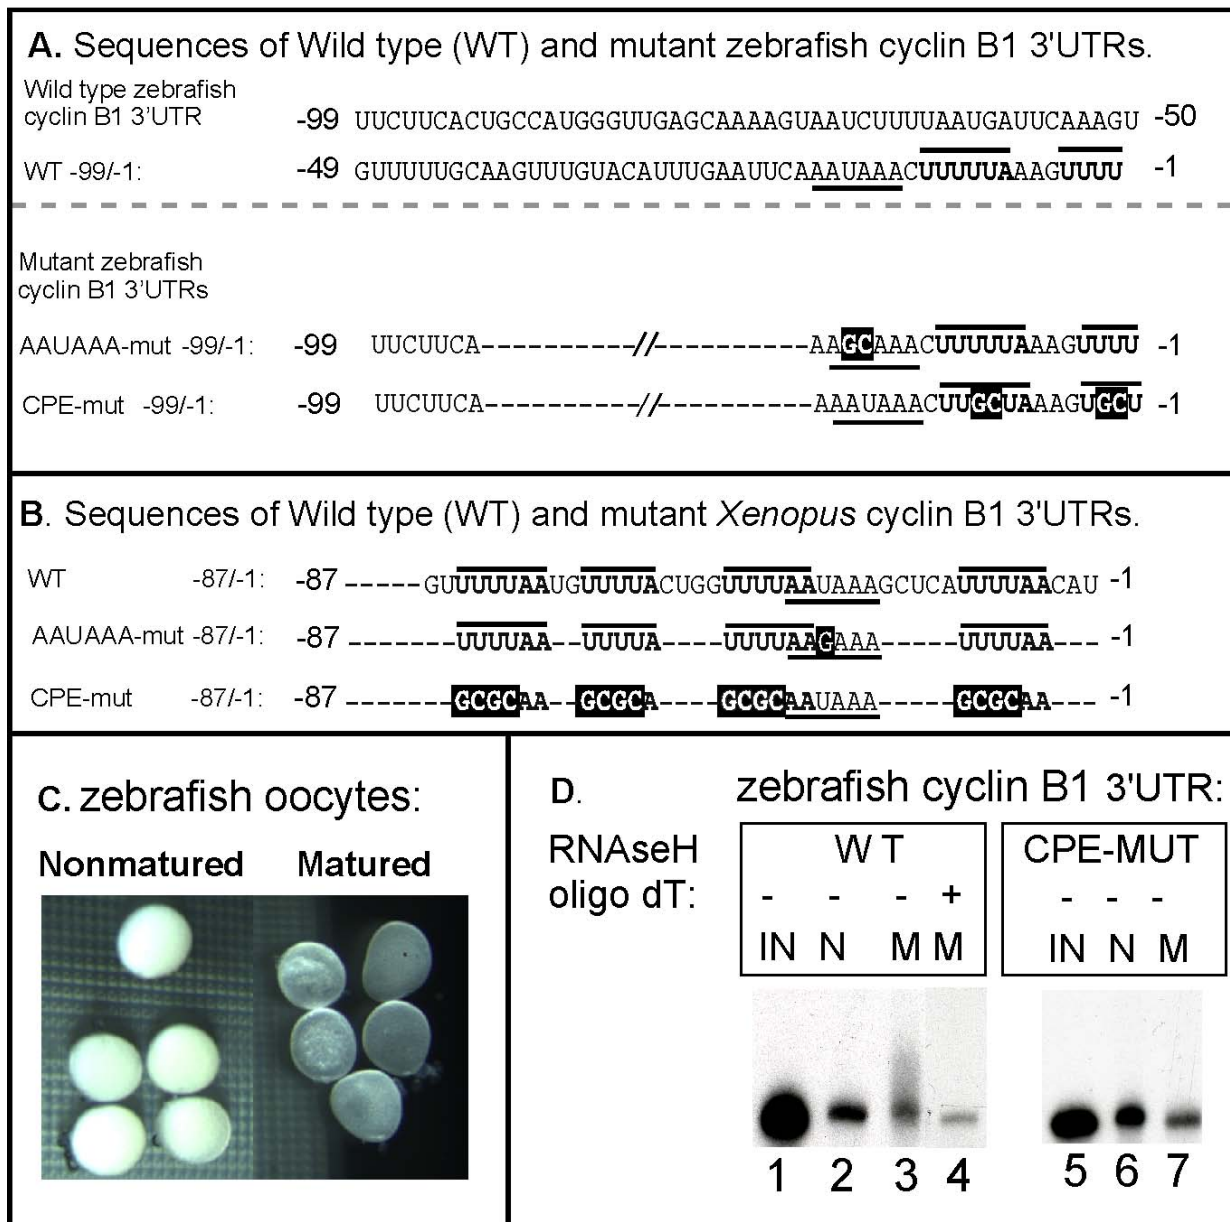 A. Sequences of Wild type (WT) and mutant zebrafish cyclin B1 3'UTRs.
Wild type zebrafish
cyclin B1 3'UTR
-99 UUCUUCACUGCCAUGGGUUGAGCAAAAGUAAUCUUUUAAUGAUUCAAAGU -50
WT -99/-1: -49 GUUUUUGCAAGUUUGUACAUUUGAAUUCAAAUAAACUUUUUAAAGUUUU -1
Mutant zebrafish
cyclin B1 3'UTRs
AAUAAA-mut -99/-1: -99 UUCUUCA----------//----------AAGCAAACUUUUUAAAGUUUU -1
CPE-mut -99/-1: -99 UUCUUCA----------//----------AAAUAAACUUGCUAAAGUGCU -1
B. Sequences of Wild type (WT) and mutant Xenopus cyclin B1 3'UTRs.
WT -87/-1: -87 -----GUUUUUAAUGUUUUACUGGUUUUAAUAAAGCUCAUUUUAACAU -1
AAUAAA-mut -87/-1: -87 -------UUUUAA--UUUUA----UUUUAAGAAA-----UUUUAA--- -1
CPE-mut -87/-1: -87 -------GCGCAA--GCGCA----GCGCAAUAAA-----GCGCAA--- -1
C. zebrafish oocytes:
Nonmatured Matured
D. zebrafish cyclin B1 3'UTR:
RNAseH WT CPE-MUT
oligo dT: - - - + - - -
IN N M M IN N M
1 2 3 4 5 6 7